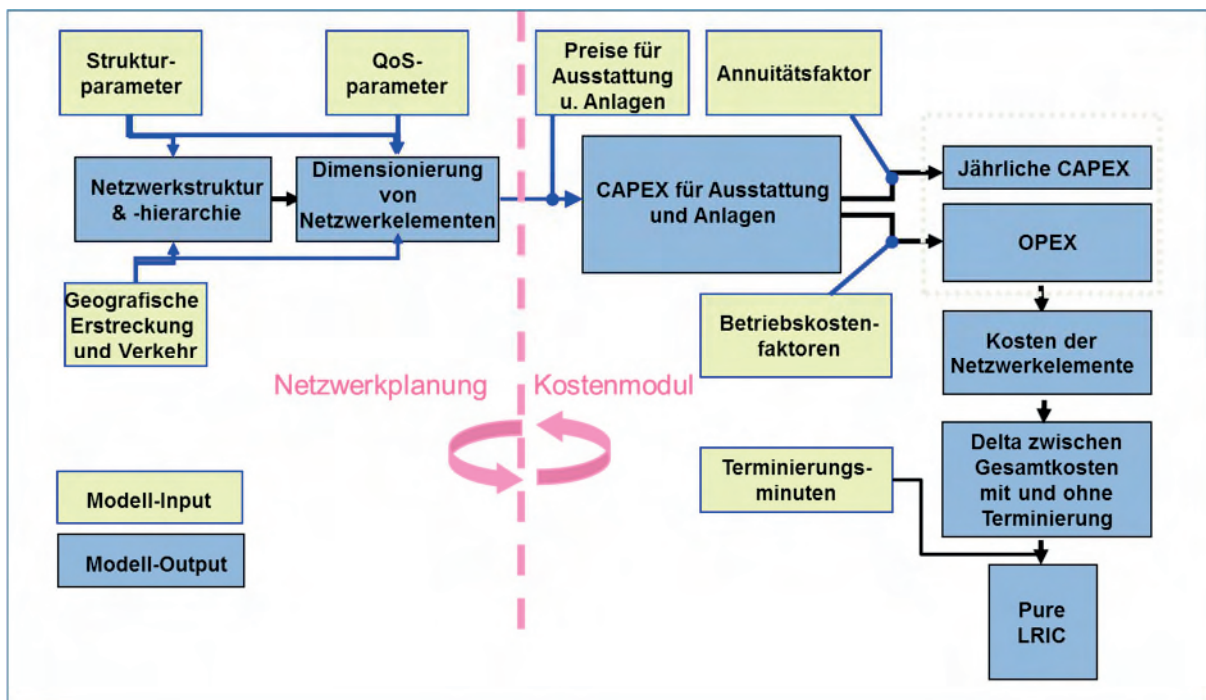 Struktur-
parameter
QoS-
parameter
Preise für
Ausstattung
u. Anlagen
Annuitätsfaktor
Netzwerkstruktur
& -hierarchie
Dimensionierung
von
Netzwerkelementen
CAPEX für Ausstattung
und Anlagen
Jährliche CAPEX
OPEX
Geografische
Erstreckung
und Verkehr
Betriebskosten-
faktoren
Kosten der
Netzwerkelemente
Netzwerkplanung
Kostenmodul
Terminierungs-
minuten
Delta zwischen
Gesamtkosten
mit und ohne
Terminierung
Modell-Input
Modell-Output
Pure
LRIC